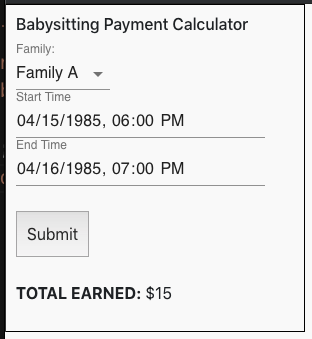 Babysitting Payment Calculator
Family:
Family A
Start Time
04/15/1985, 06:00 PM
End Time
04/16/1985, 07:00 PM
Submit
TOTAL EARNED: $15